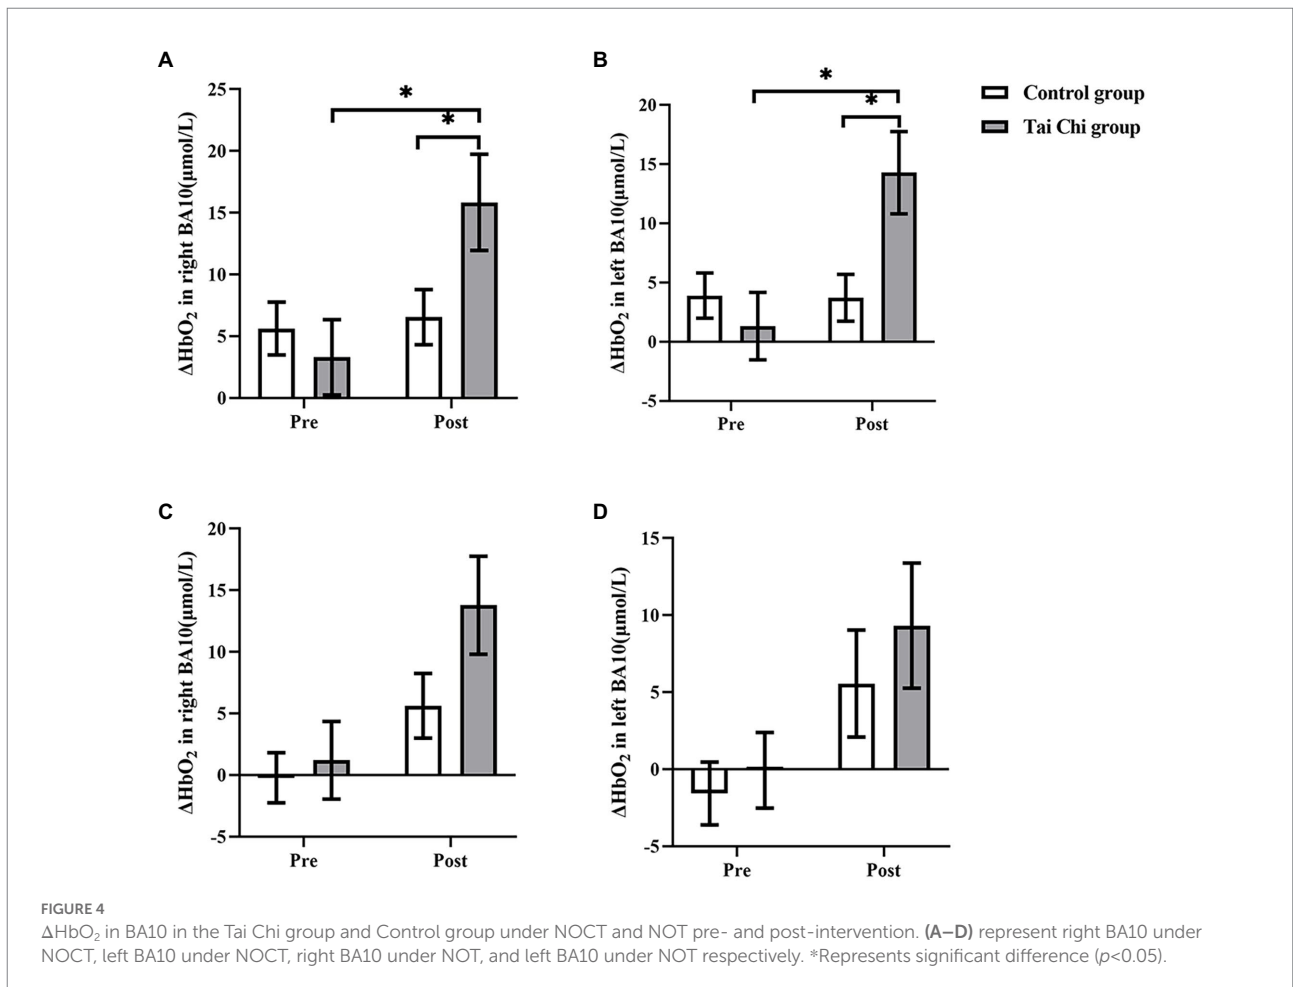 A
ΔHbO₂ in right BA10(μmol/L)
25
20
15
10
5
0
*
*
Pre
Post
B
ΔHbO₂ in left BA10(μmol/L)
20
15
10
5
0
-5
*
*
Pre
Post
Control group
Tai Chi group
C
ΔHbO₂ in right BA10(μmol/L)
20
15
10
5
0
-5
Pre
Post
D
ΔHbO₂ in left BA10(μmol/L)
15
10
5
0
-5
Pre
Post
FIGURE 4
ΔHbO₂ in BA10 in the Tai Chi group and Control group under NOCT and NOT pre- and post-intervention. (A–D) represent right BA10 under
NOCT, left BA10 under NOCT, right BA10 under NOT, and left BA10 under NOT respectively. *Represents significant difference (p<0.05).